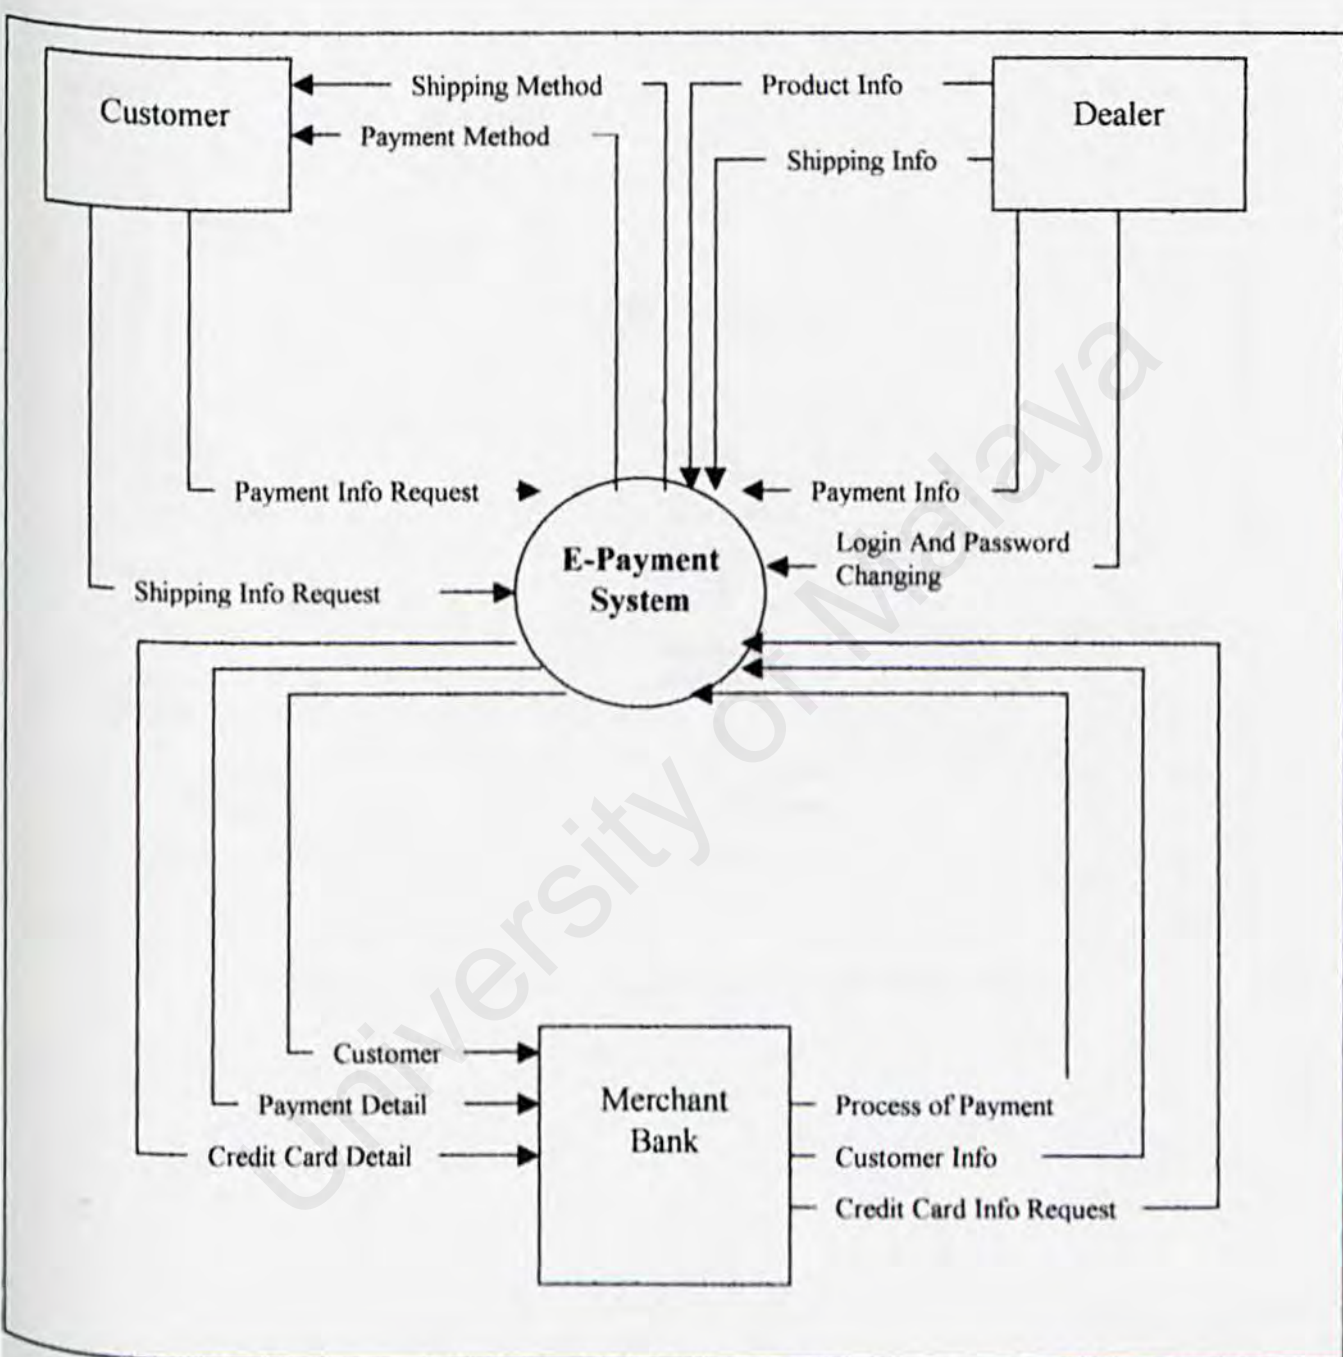 Customer
Shipping Method
Payment Method
Product Info
Shipping Info
Dealer
Payment Info Request
Shipping Info Request
E-Payment
System
Payment Info
Login And Password
Changing
Customer
Payment Detail
Credit Card Detail
Merchant
Bank
Process of Payment
Customer Info
Credit Card Info Request
University of Malaya